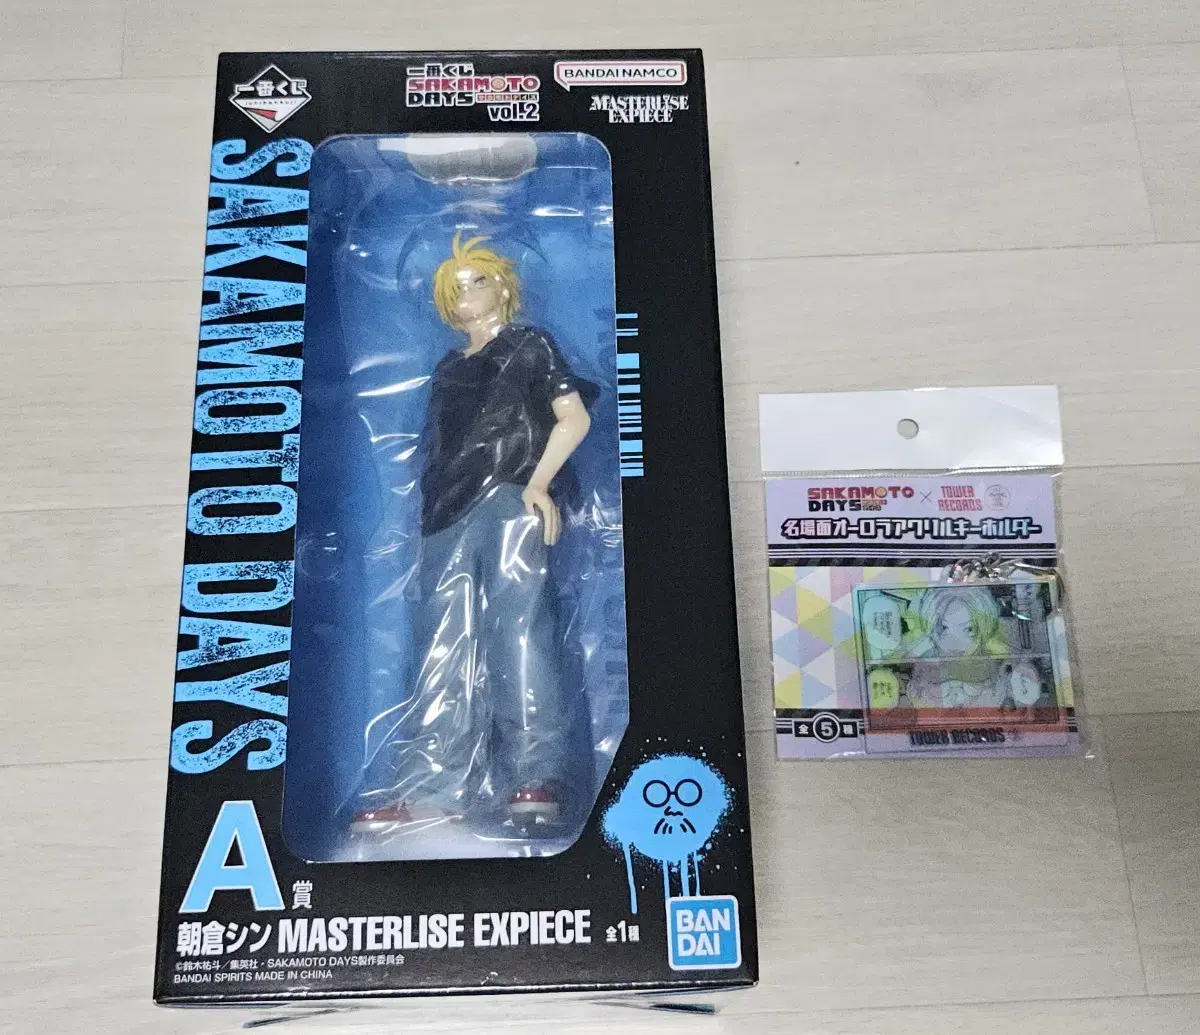 一番くじ
一番くじ
SAKAMOTO
DAYS
vol.2
BANDAI NAMCO
MASTERLISE
EXPIECE
SAKAMOTO DAYS
A賞
朝倉シン MASTERLISE EXPIECE 全1種
©鈴木祐斗／集英社・SAKAMOTO DAYS製作委員会
BANDAI SPIRITS MADE IN CHINA
BAN
DAI
SAKAMOTO
DAYS
×
TOWER
RECORDS
名場面オーロラアクリルキーホルダー
全5種
TOWER RECORDS